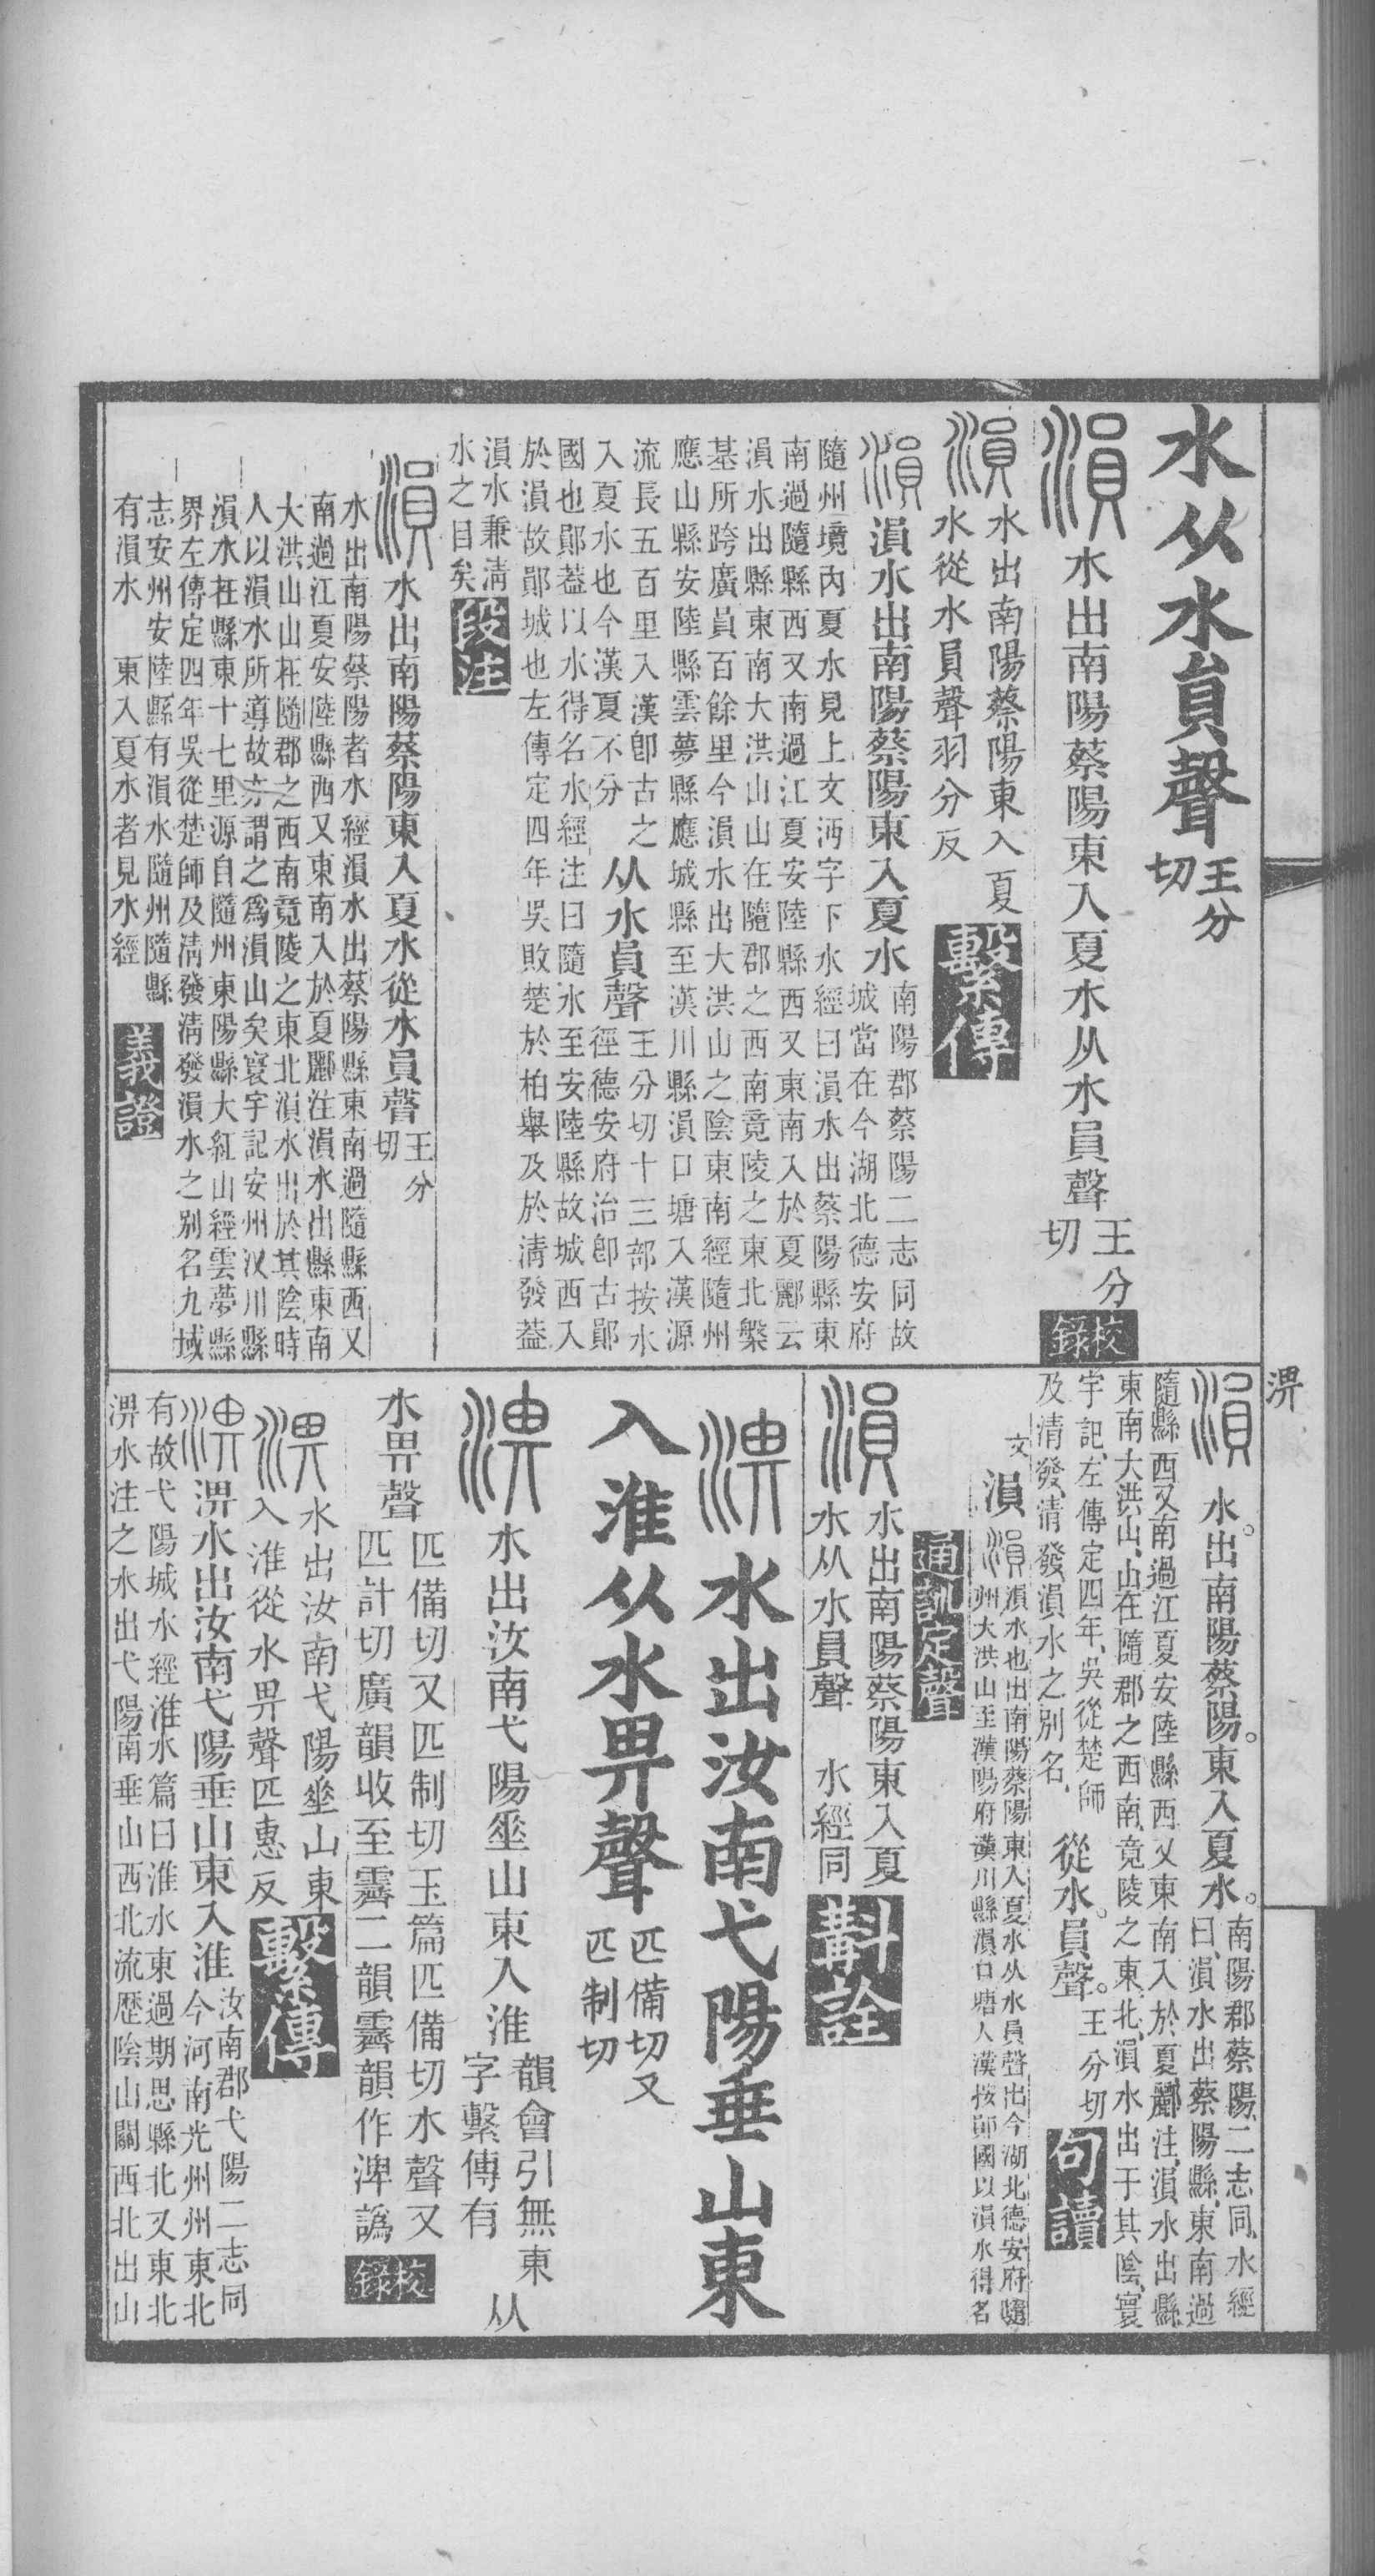 水从水員聲王分切
溳水出南陽蔡陽東入夏水从水員聲王分切校錄
溳水出南陽蔡陽東入夏
水從水員聲羽分反繫傳
溳溳水出南陽蔡陽東入夏水南陽郡蔡陽二志同故
城當在今湖北德安府
隨州境內夏水見上文沔字下水經曰溳水出蔡陽縣東
南過隨縣西又南過江夏安陸縣西又東南入於夏酈云
溳水出縣東南大洪山山在隨郡之西南竟陵之東北槃
基所跨廣員百餘里今溳水出大洪山之陰東南經隨州
應山縣安陸縣雲夢縣應城縣至漢川縣溳口塘入漢源
流長五百里入漢卽古之
入夏水也今漢夏不分从水員聲王分切十三部按水
徑德安府治卽古鄖
國也鄖葢以水得名水經注曰隨水至安陸縣故城西入
於溳故鄖城也左傳定四年吳敗楚於柏舉及於淸發葢
溳水兼淸
水之目矣段注
溳水出南陽蔡陽東入夏水從水員聲王分切
水出南陽蔡陽者水經溳水出蔡陽縣東南過隨縣西又
南過江夏安陸縣西又東南入於夏酈注溳水出縣東南
大洪山山在隨郡之西南竟陵之東北溳水出於其陰時
人以溳水所導故亦謂之爲溳山矣寰宇記安州汊川縣
溳水在縣東十七里源自隨州東陽縣大紅山經雲夢縣
界左傳定四年吳從楚師及淸發淸發溳水之別名九域
志安州安陸縣有溳水隨州隨縣
有溳水 東入夏水者見水經義證
淠
溳水出南陽蔡陽東入夏水南陽郡蔡陽二志同水經
曰溳水出蔡陽縣東南過
隨縣西又南過江夏安陸縣西又東南入於夏酈注溳水出縣
東南大洪山山在隨郡之西南竟陵之東北溳水出于其陰寰
宇記左傳定四年吳從楚師
及清發清發溳水之別名從水員聲王分切句讀
文溳溳溳水也出南陽蔡陽東入夏水从水員聲出今湖北德安府隨
州大洪山至漢陽府漢川縣溳口塘入漢按鄖國以溳水得名
通訓定聲
溳水出南陽蔡陽東入夏
水从水員聲 水經同斠詮
淠水出汝南弋陽垂山東
入淮从水畀聲匹備切又匹制切
淠水出汝南弋陽垂山東入淮韻會引無東字繫傳有从
水畀聲匹備切又匹制切玉篇匹備切水聲又
匹計切廣韻收至霽二韻霽韻作渒譌校錄
淠水出汝南弋陽垂山東
入淮從水畀聲匹惠反繫傳
淠淠水出汝南弋陽垂山東入淮汝南郡弋陽二志同
今河南光州州東北
有故弋陽城水經淮水篇曰淮水東過期思縣北又東北
淠水注之水出弋陽南垂山西北流歷陰山關西北出山